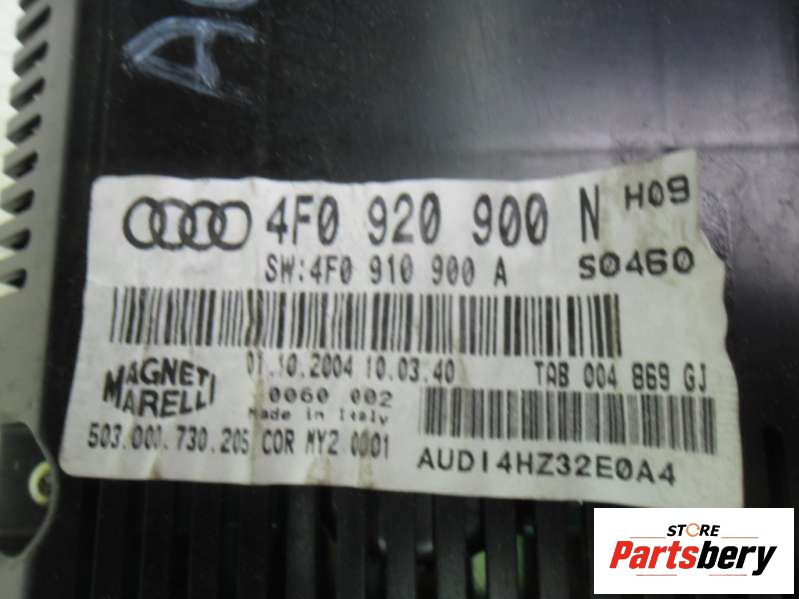 4F0 920 900 N H09
SW:4F0 910 900 A S0460
01.10.2004 10.03.40 TAB 004 869 GJ
MAGNETI
MARELLI
0060 002
Made in Italy
503.000.730.205 COR MY2 0001
AUDI4HZ32E0A4
STORE
Partsbery